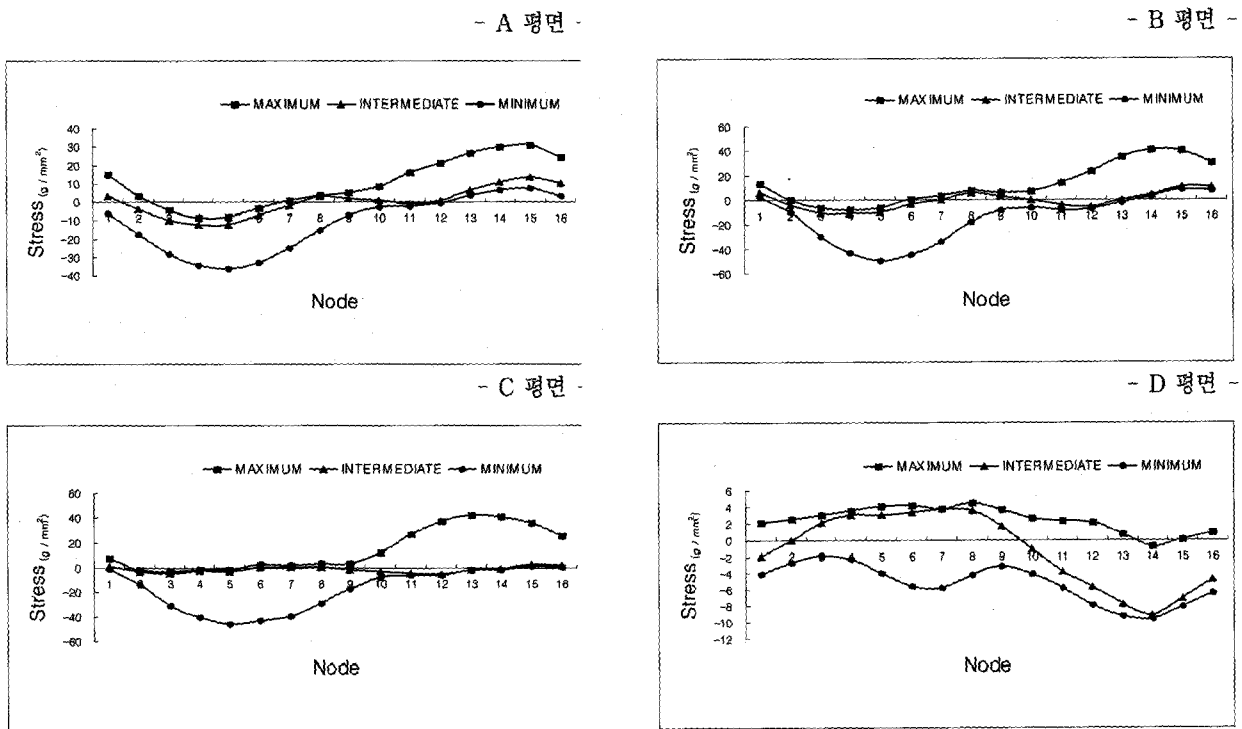 - A 평면 -
MAXIMUM INTERMEDIATE MINIMUM
Stress (g / mm²)
40
30
20
10
0
-10
-20
-30
-40
1 2 6 7 8 9 10 11 12 13 14 15 16
Node
- B 평면 -
MAXIMUM INTERMEDIATE MINIMUM
Stress (g / mm²)
60
40
20
0
-20
-40
-60
1 2 3 5 6 7 8 9 10 11 12 13 14 15 16
Node
- C 평면 -
MAXIMUM INTERMEDIATE MINIMUM
Stress (g / mm²)
60
40
20
0
-20
-40
-60
1 2 3 4 5 6 7 8 9 10 11 12 13 14 15 16
Node
- D 평면 -
MAXIMUM INTERMEDIATE MINIMUM
Stress (g / mm²)
6
4
2
0
-2
-4
-6
-8
-10
-12
2 3 4 5 6 7 8 9 10 11 12 13 14 15 16
Node